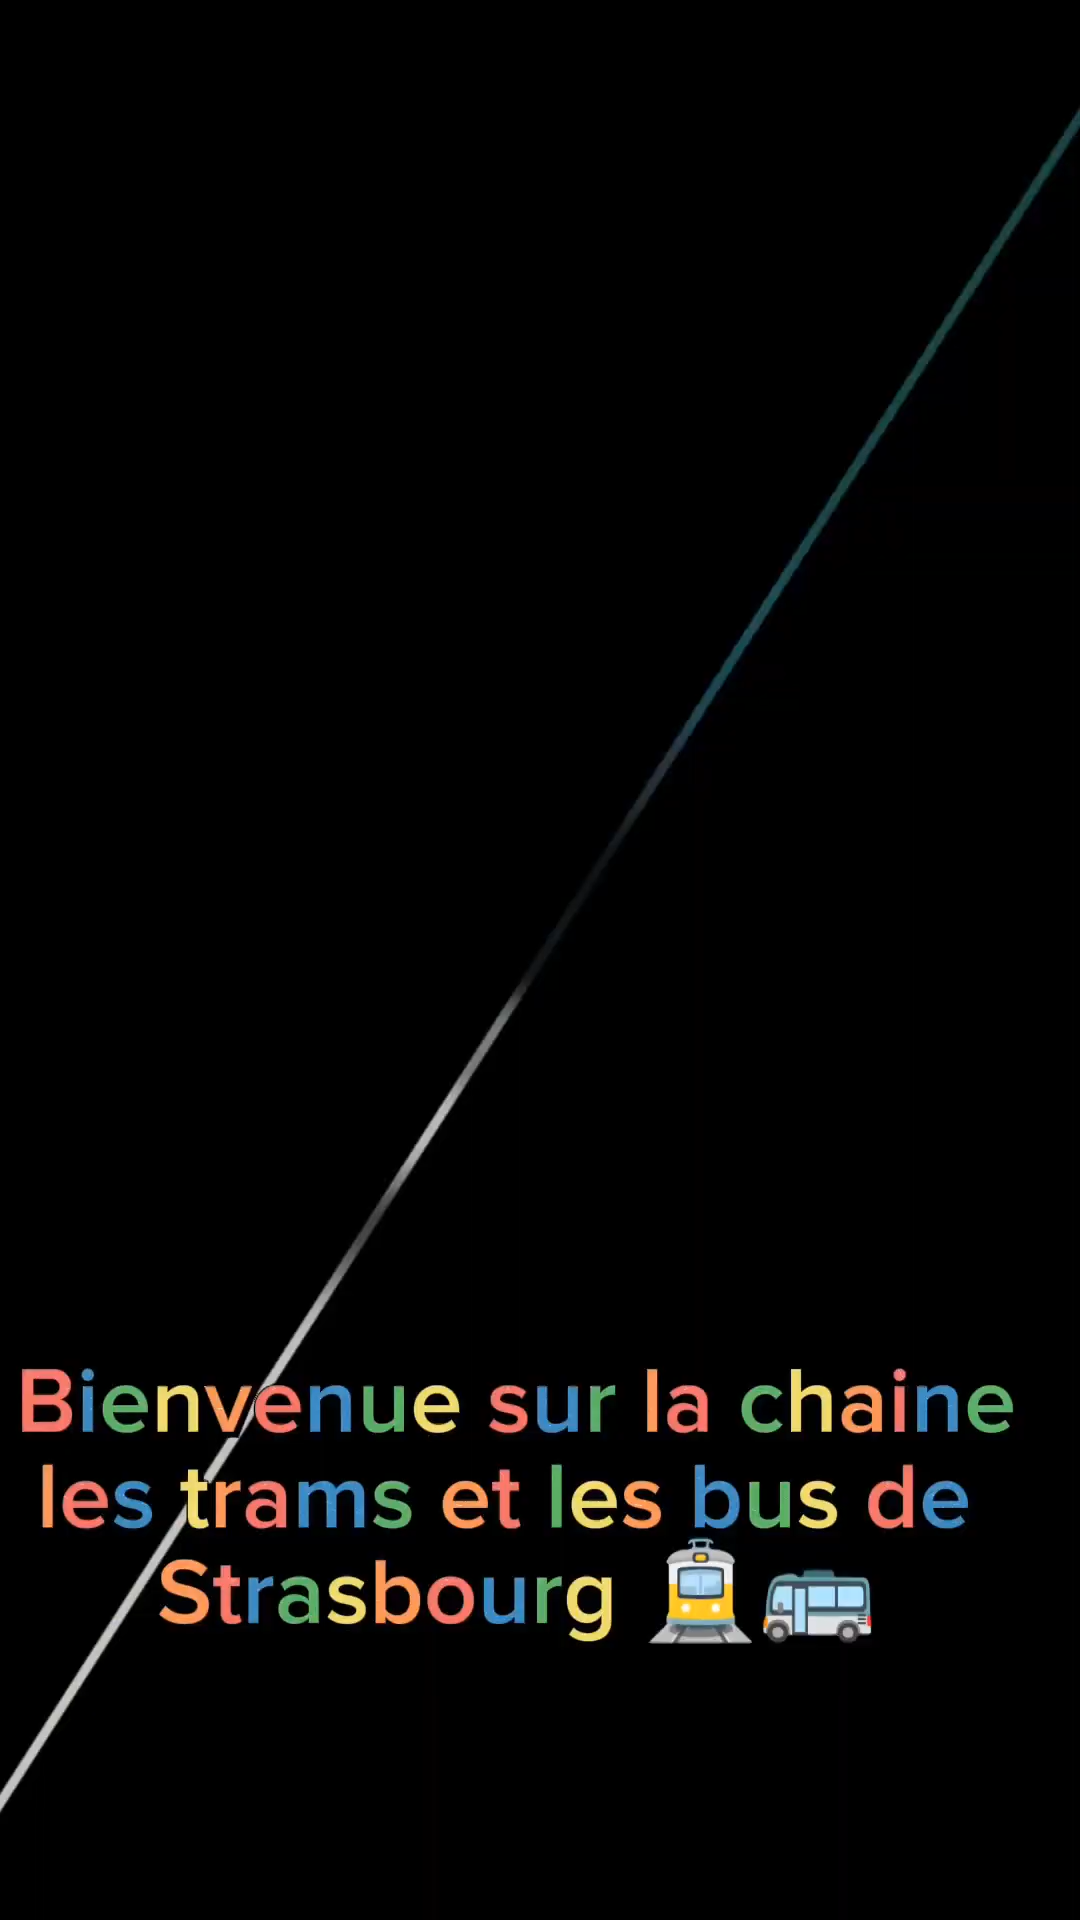 Bienvenue sur la chaine
les trams et les bus de
Strasbourg 🚊🚌